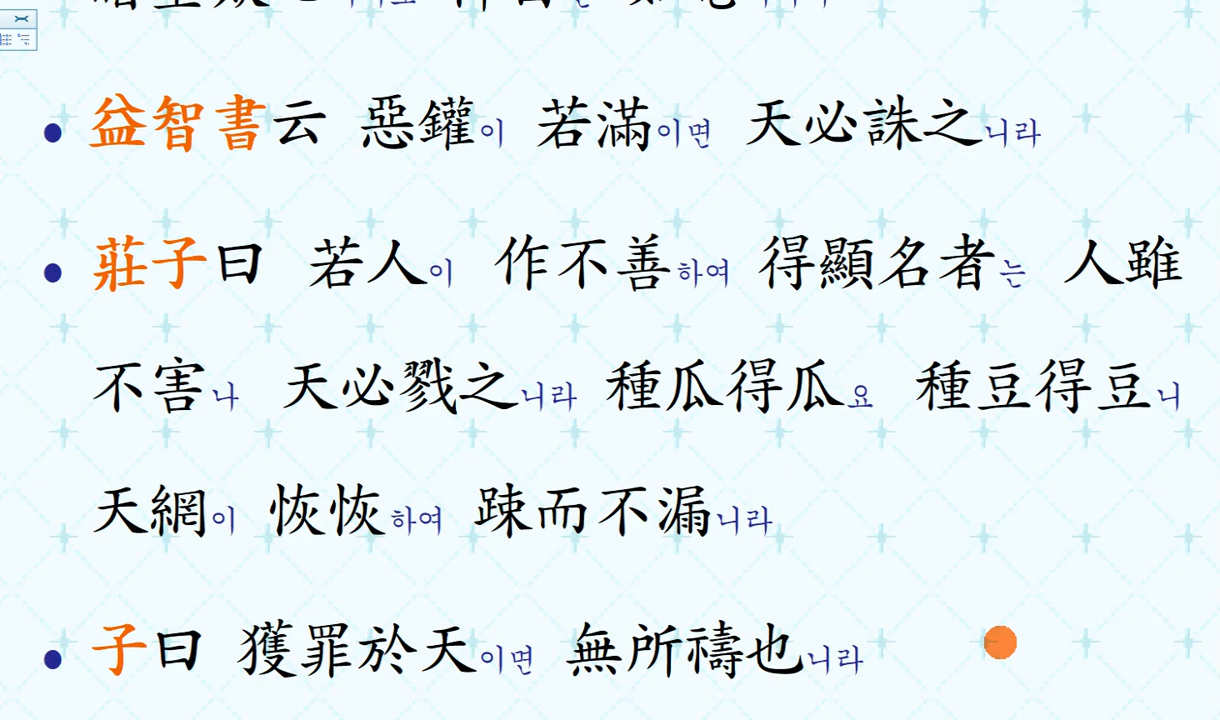 • 益智書云 惡鑵이 若滿이면 天必誅之니라
• 莊子曰 若人이 作不善하여 得顯名者는 人雖
不害나 天必戮之니라 種瓜得瓜요 種豆得豆니
天網이 恢恢하여 踈而不漏니라
• 子曰 獲罪於天이면 無所禱也니라